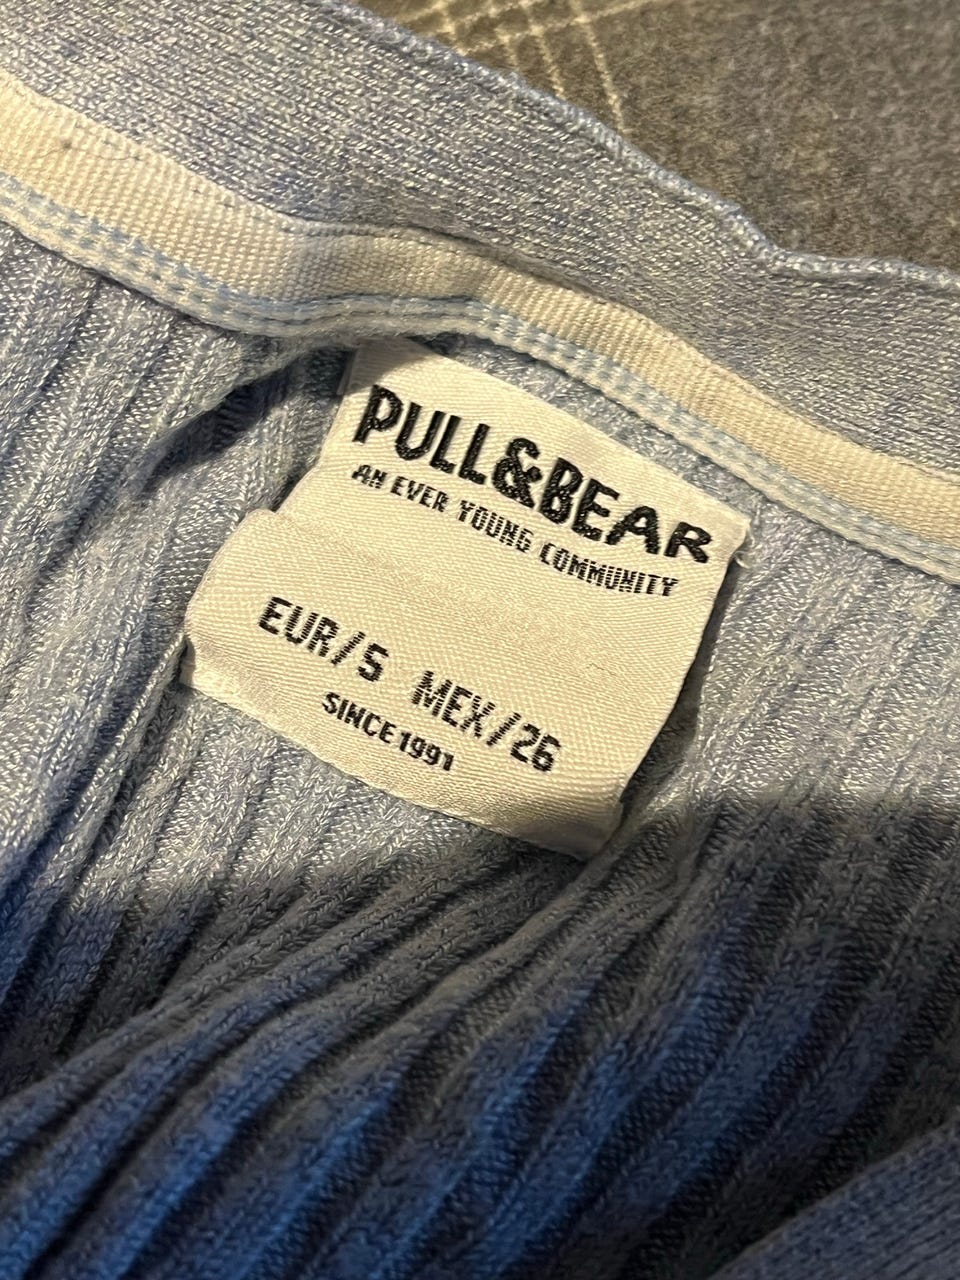 PULL&BEAR
AN EVER YOUNG COMMUNITY
EUR/S MEX/26
SINCE 1991